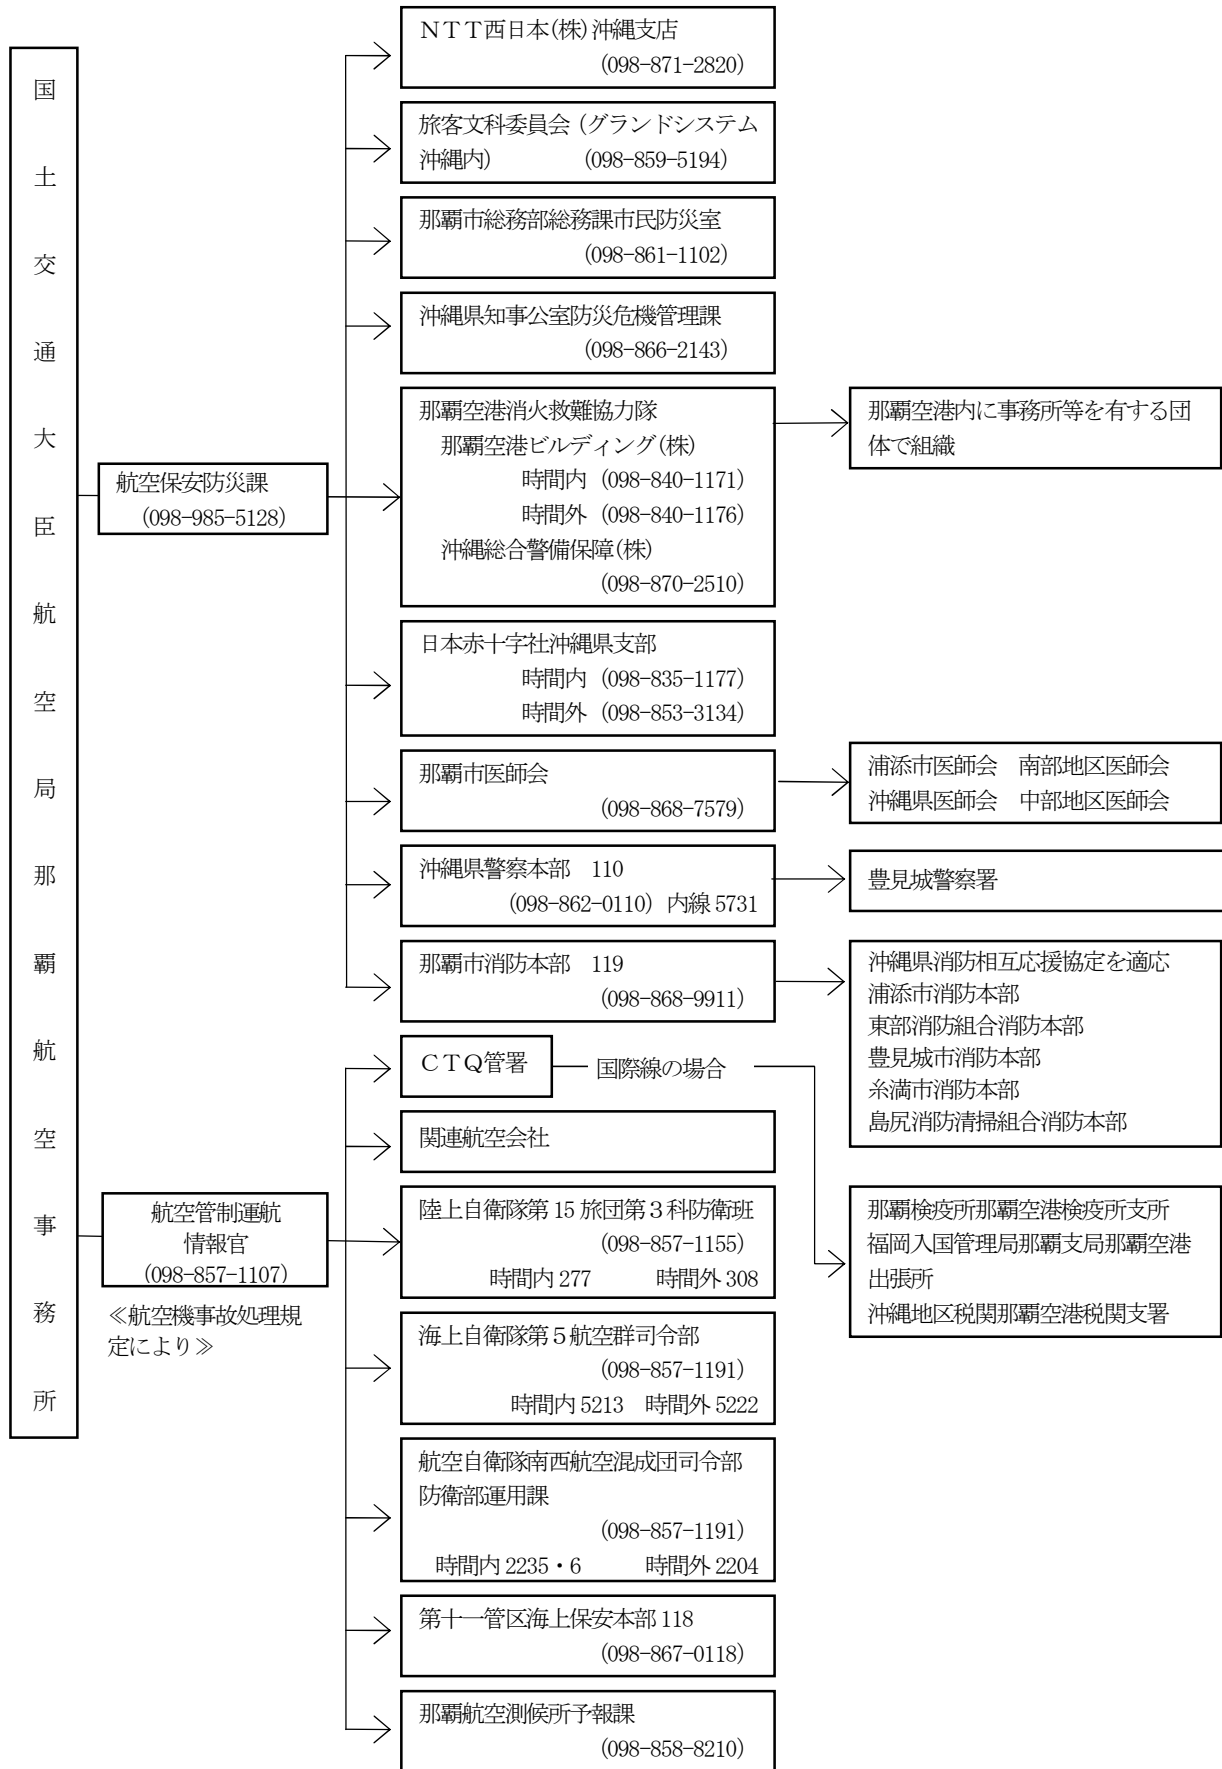 国土交通大臣航空局那覇航空事務所
航空保安防災課
(098-985-5128)
NTT西日本(株)沖縄支店
(098-871-2820)
旅客文科委員会(グランドシステム
沖縄内) (098-859-5194)
那覇市総務部総務課市民防災室
(098-861-1102)
沖縄県知事公室防災危機管理課
(098-866-2143)
那覇空港消火救難協力隊
那覇空港ビルディング(株)
時間内 (098-840-1171)
時間外 (098-840-1176)
沖縄総合警備保障(株)
(098-870-2510)
那覇空港内に事務所等を有する団
体で組織
日本赤十字社沖縄県支部
時間内 (098-835-1177)
時間外 (098-853-3134)
那覇市医師会
(098-868-7579)
浦添市医師会 南部地区医師会
沖縄県医師会 中部地区医師会
沖縄県警察本部 110
(098-862-0110) 内線 5731
豊見城警察署
那覇市消防本部 119
(098-868-9911)
沖縄県消防相互応援協定を適応
浦添市消防本部
東部消防組合消防本部
豊見城市消防本部
糸満市消防本部
島尻消防清掃組合消防本部
航空管制運航
情報官
(098-857-1107)
≪航空機事故処理規
定により≫
CTQ管署
国際線の場合
那覇検疫所那覇空港検疫所支所
福岡入国管理局那覇支局那覇空港
出張所
沖縄地区税関那覇空港税関支署
関連航空会社
陸上自衛隊第15旅団第3科防衛班
(098-857-1155)
時間内 277 時間外 308
海上自衛隊第5航空群司令部
(098-857-1191)
時間内 5213 時間外 5222
航空自衛隊南西航空混成団司令部
防衛部運用課
(098-857-1191)
時間内 2235・6 時間外 2204
第十一管区海上保安本部 118
(098-867-0118)
那覇航空測候所予報課
(098-858-8210)